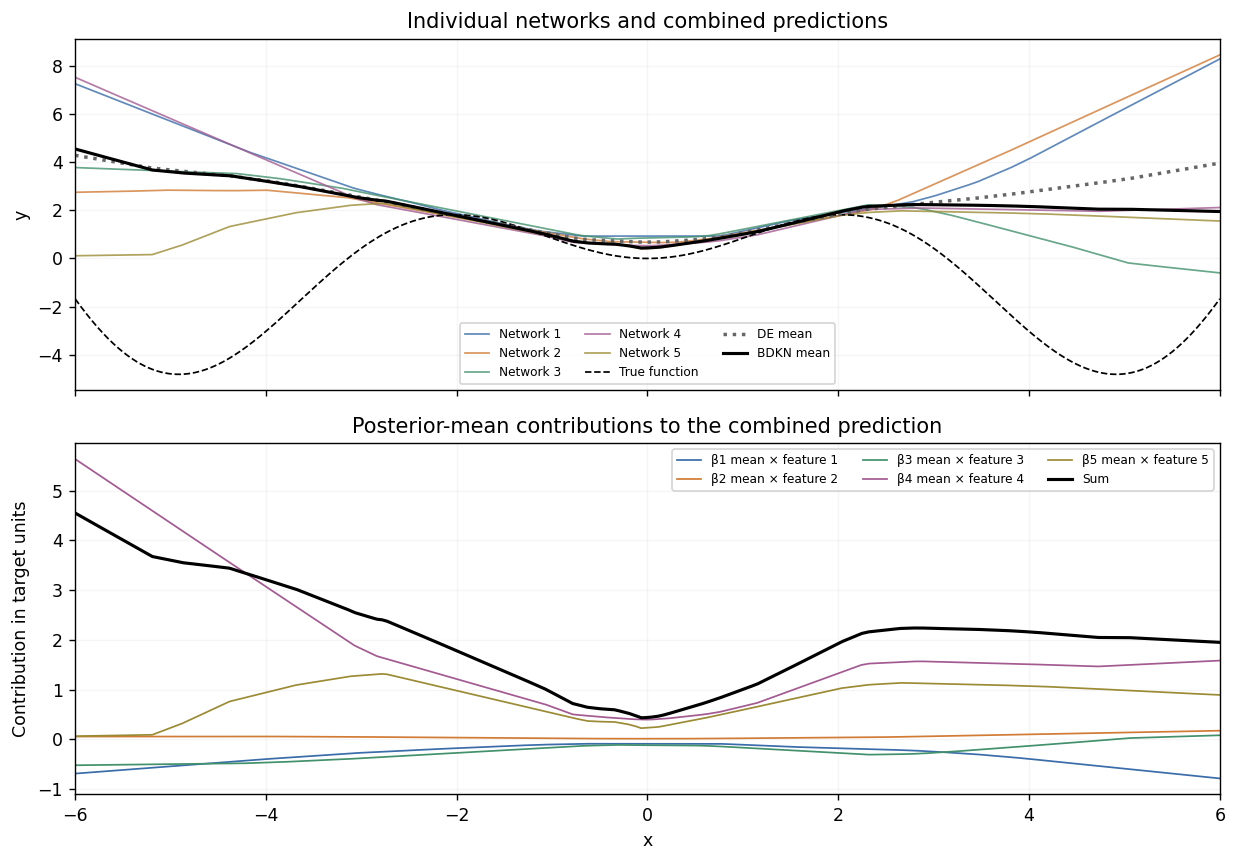 Individual networks and combined predictions
8
6
4
2
0
−2
−4
y
Network 1
Network 2
Network 3
Network 4
Network 5
True function
DE mean
BDKN mean
Posterior-mean contributions to the combined prediction
5
4
3
2
1
0
−1
Contribution in target units
β1 mean × feature 1
β2 mean × feature 2
β3 mean × feature 3
β4 mean × feature 4
β5 mean × feature 5
Sum
−6
−4
−2
0
2
4
6
x